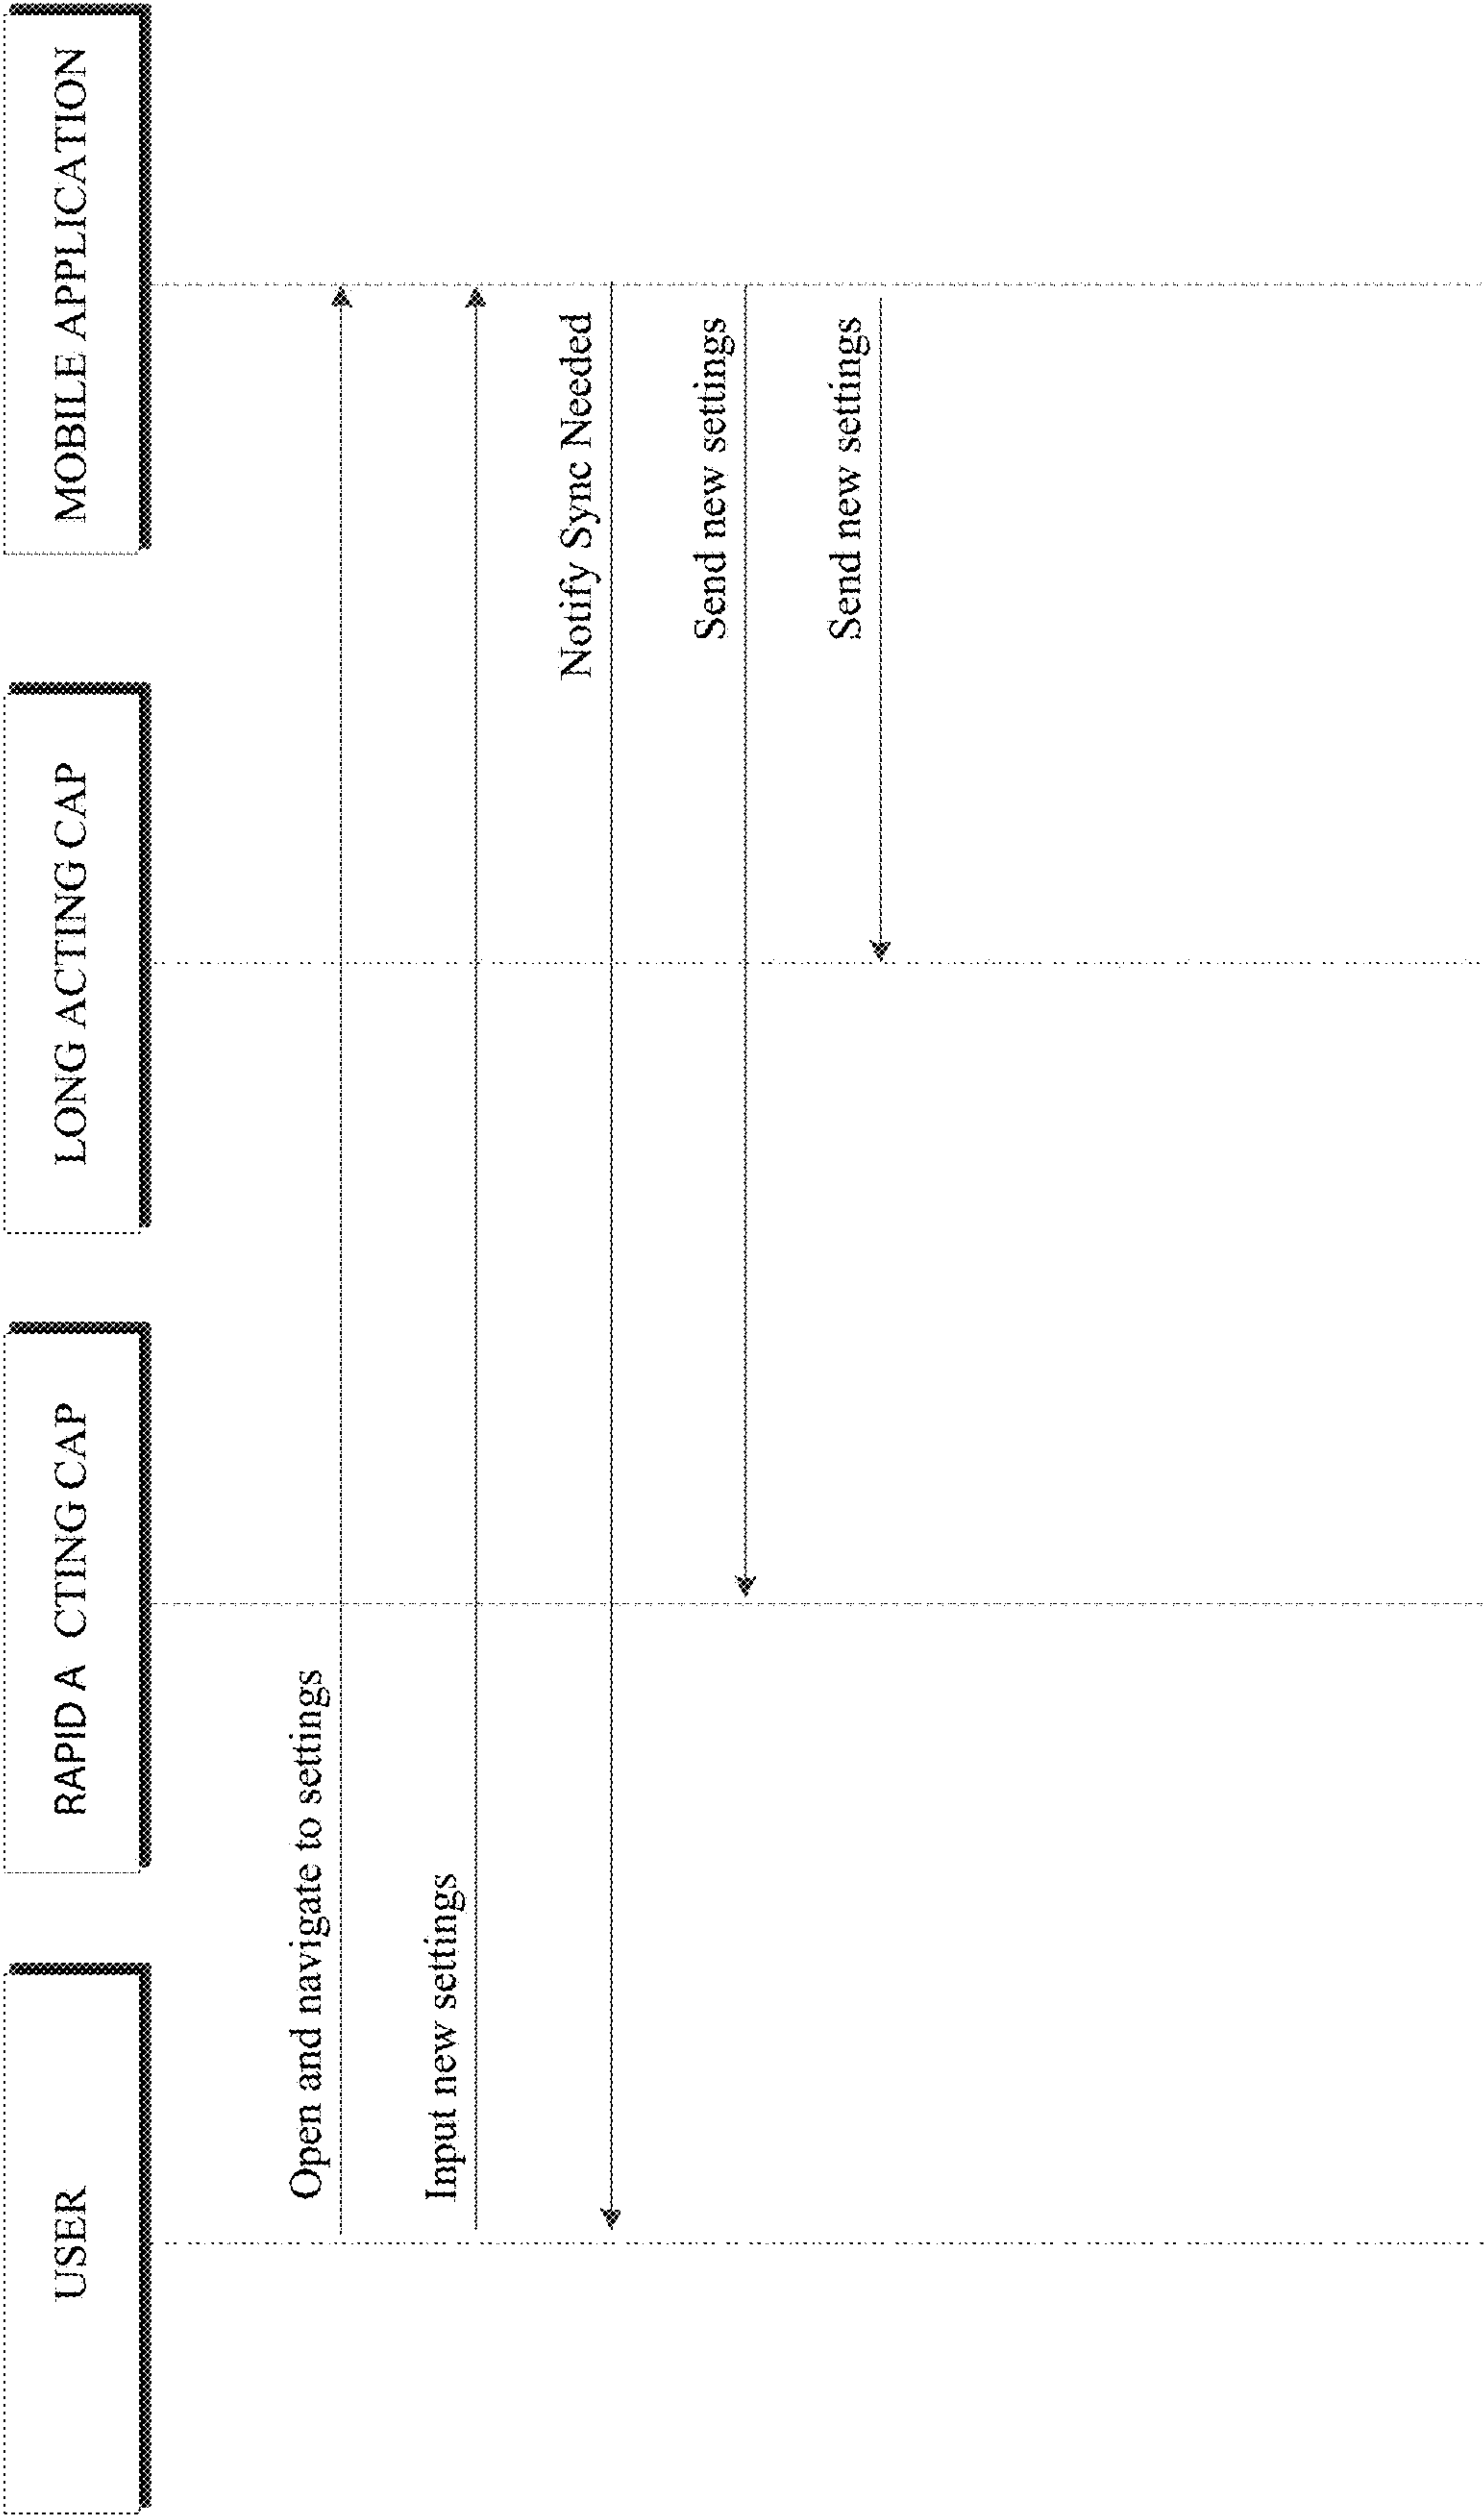 USER
RAPID A CTING CAP
LONG ACTING CAP
MOBILE APPLICATION
Open and navigate to settings
Input new settings
Notify Sync Needed
Send new settings
Send new settings